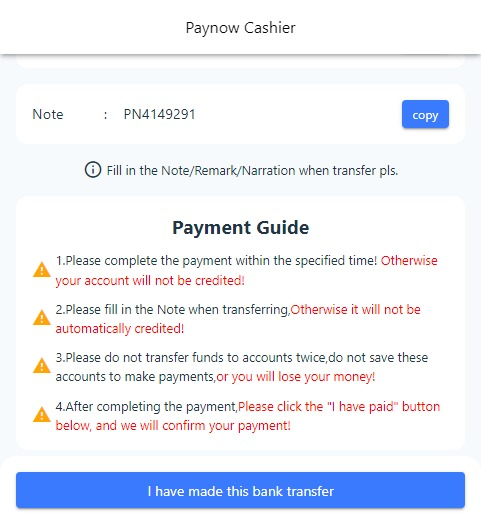 Paynow Cashier
Note : PN4149291 copy
Fill in the Note/Remark/Narration when transfer pls.
Payment Guide
1.Please complete the payment within the specified time! Otherwise
your account will not be credited!
2.Please fill in the Note when transferring,Otherwise it will not be
automatically credited!
3.Please do not transfer funds to accounts twice,do not save these
accounts to make payments,or you will lose your money!
4.After completing the payment,Please click the "I have paid" button
below, and we will confirm your payment!
I have made this bank transfer